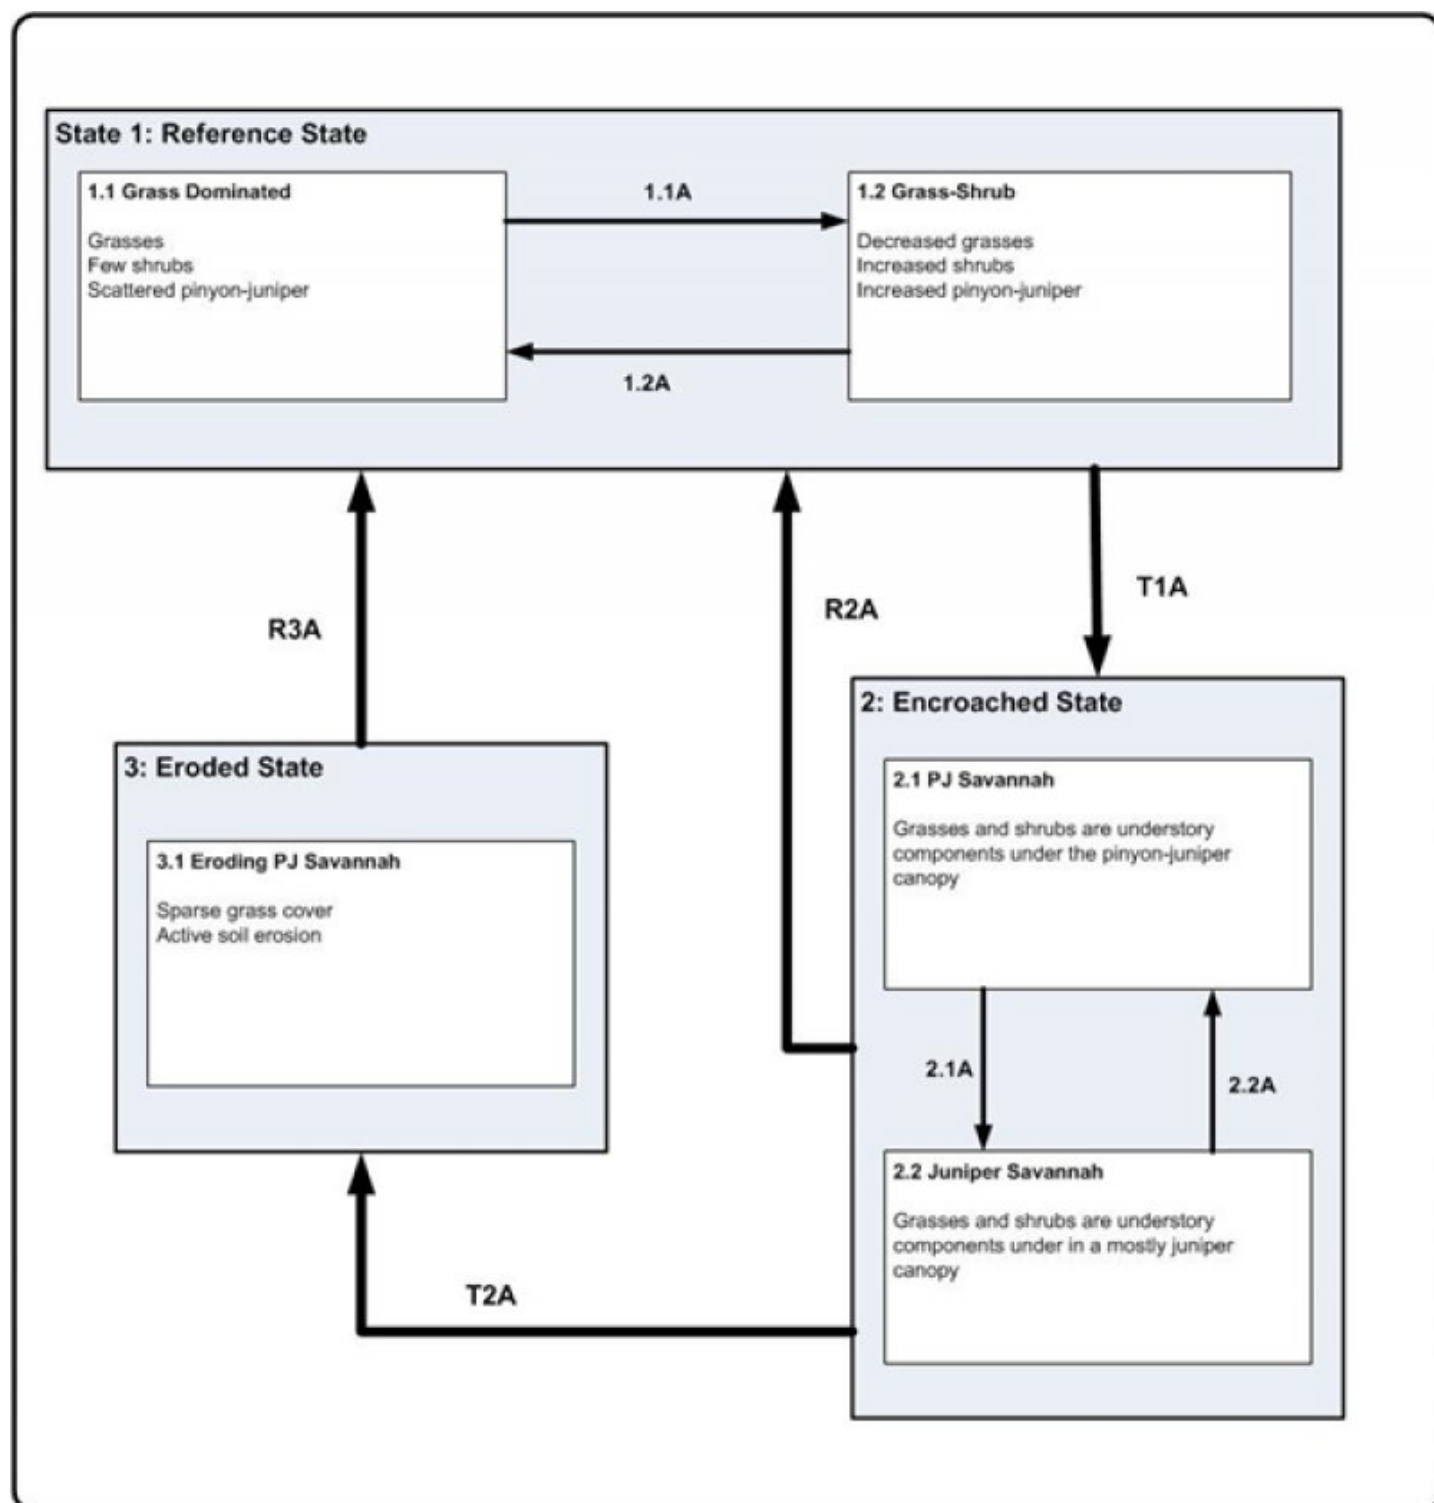 State 1: Reference State
1.1 Grass Dominated
Grasses
Few shrubs
Scattered pinyon-juniper
1.1A
1.2 Grass-Shrub
Decreased grasses
Increased shrubs
Increased pinyon-juniper
1.2A
R3A
R2A
T1A
3: Eroded State
3.1 Eroding PJ Savannah
Sparse grass cover
Active soil erosion
2: Encroached State
2.1 PJ Savannah
Grasses and shrubs are understory
components under the pinyon-juniper
canopy
2.1A
2.2A
2.2 Juniper Savannah
Grasses and shrubs are understory
components under in a mostly juniper
canopy
T2A